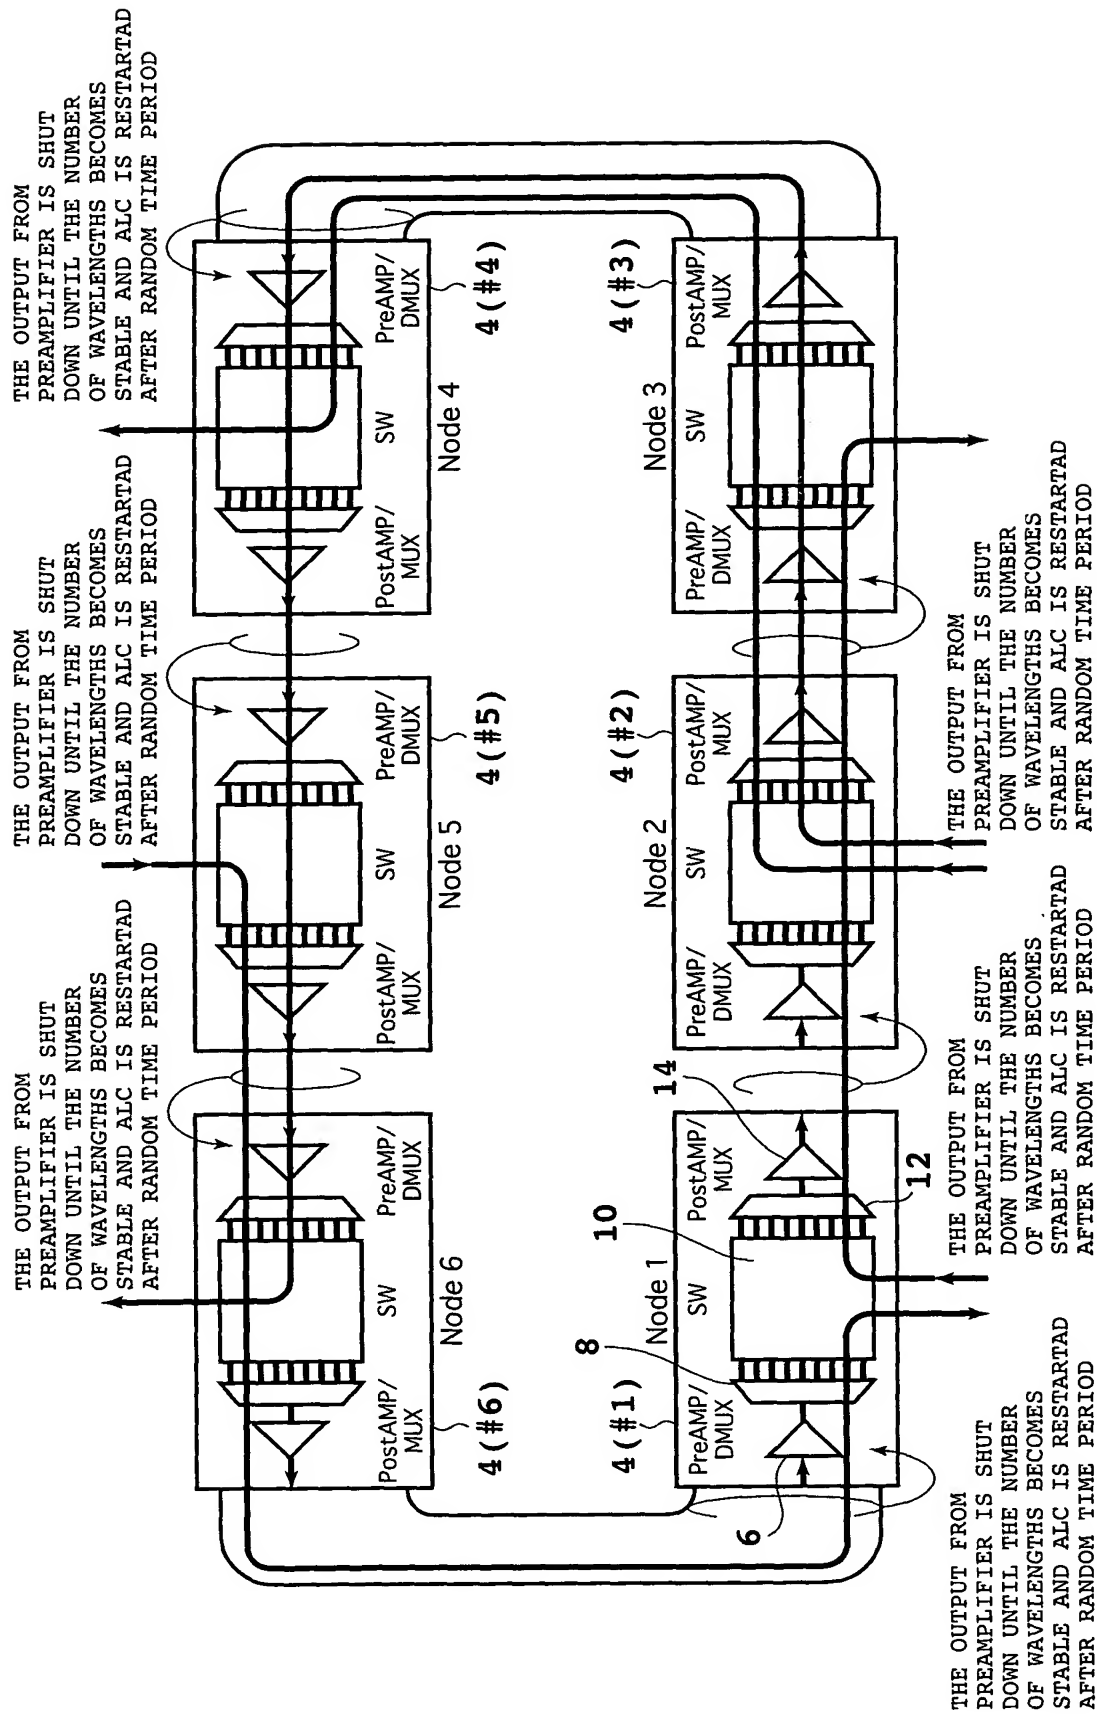 THE OUTPUT FROM
PREAMPLIFIER IS SHUT
DOWN UNTIL THE NUMBER
OF WAVELENGTHS BECOMES
STABLE AND ALC IS RESTARTAD
AFTER RANDOM TIME PERIOD
THE OUTPUT FROM
PREAMPLIFIER IS SHUT
DOWN UNTIL THE NUMBER
OF WAVELENGTHS BECOMES
STABLE AND ALC IS RESTARTAD
AFTER RANDOM TIME PERIOD
THE OUTPUT FROM
PREAMPLIFIER IS SHUT
DOWN UNTIL THE NUMBER
OF WAVELENGTHS BECOMES
STABLE AND ALC IS RESTARTAD
AFTER RANDOM TIME PERIOD
PostAMP/
MUX
SW
PreAMP/
DMUX
Node 6
4(#6)
PostAMP/
MUX
SW
PreAMP/
DMUX
Node 5
4(#5)
PostAMP/
MUX
SW
PreAMP/
DMUX
Node 4
4(#4)
4(#1)
8
10
14
Node 1
PreAMP/
DMUX
SW
PostAMP/
MUX
6
12
4(#2)
Node 2
PreAMP/
DMUX
SW
PostAMP/
MUX
4(#3)
Node 3
PreAMP/
DMUX
SW
PostAMP/
MUX
THE OUTPUT FROM
PREAMPLIFIER IS SHUT
DOWN UNTIL THE NUMBER
OF WAVELENGTHS BECOMES
STABLE AND ALC IS RESTARTAD
AFTER RANDOM TIME PERIOD
THE OUTPUT FROM
PREAMPLIFIER IS SHUT
DOWN UNTIL THE NUMBER
OF WAVELENGTHS BECOMES
STABLE AND ALC IS RESTARTAD
AFTER RANDOM TIME PERIOD
THE OUTPUT FROM
PREAMPLIFIER IS SHUT
DOWN UNTIL THE NUMBER
OF WAVELENGTHS BECOMES
STABLE AND ALC IS RESTARTAD
AFTER RANDOM TIME PERIOD